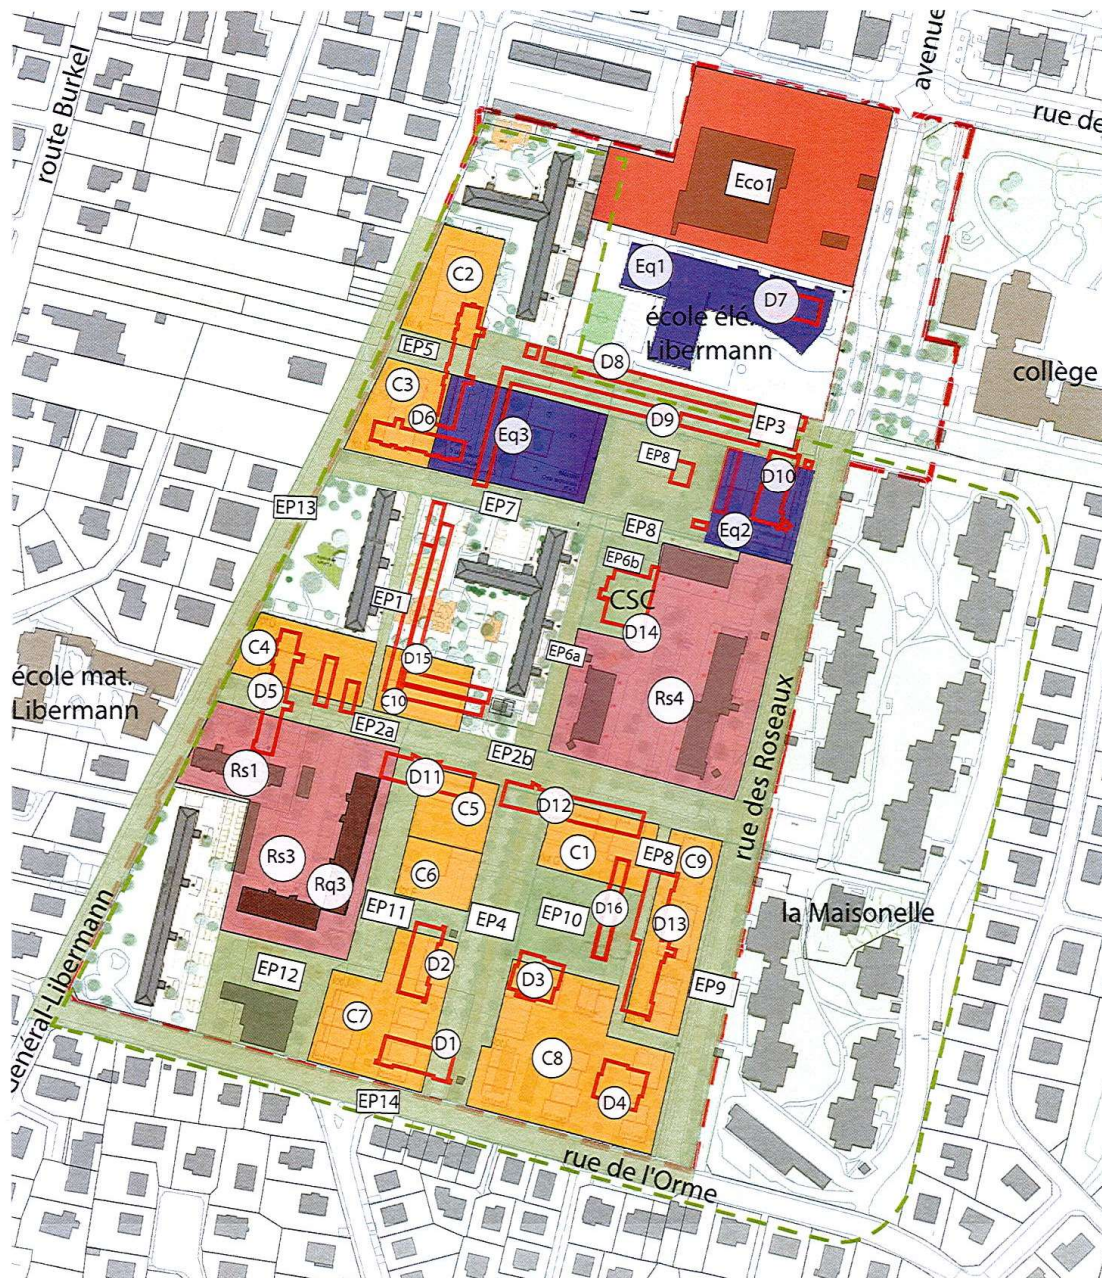 route Burkel
avenue
rue de
Eco1
C2
Eq1
D7
école élé.
Libermann
collège
EP5
D8
C3
D6
D9
EP3
Eq3
EP8
D10
EP13
EP7
EP8
Eq2
EP6b
CSC
EP1
D14
C4
D15
EP6a
école mat.
Libermann
D5
C10
Rs4
EP2a
EP2b
rue des Roseaux
Rs1
D11
C5
D12
C1
EP8
C9
Rs3
Rq3
C6
EP11
EP4
EP10
D16
D13
la Maisonelle
EP12
D2
D3
EP9
C7
D1
C8
D4
EP14
Général-Libermann
rue de l'Orme